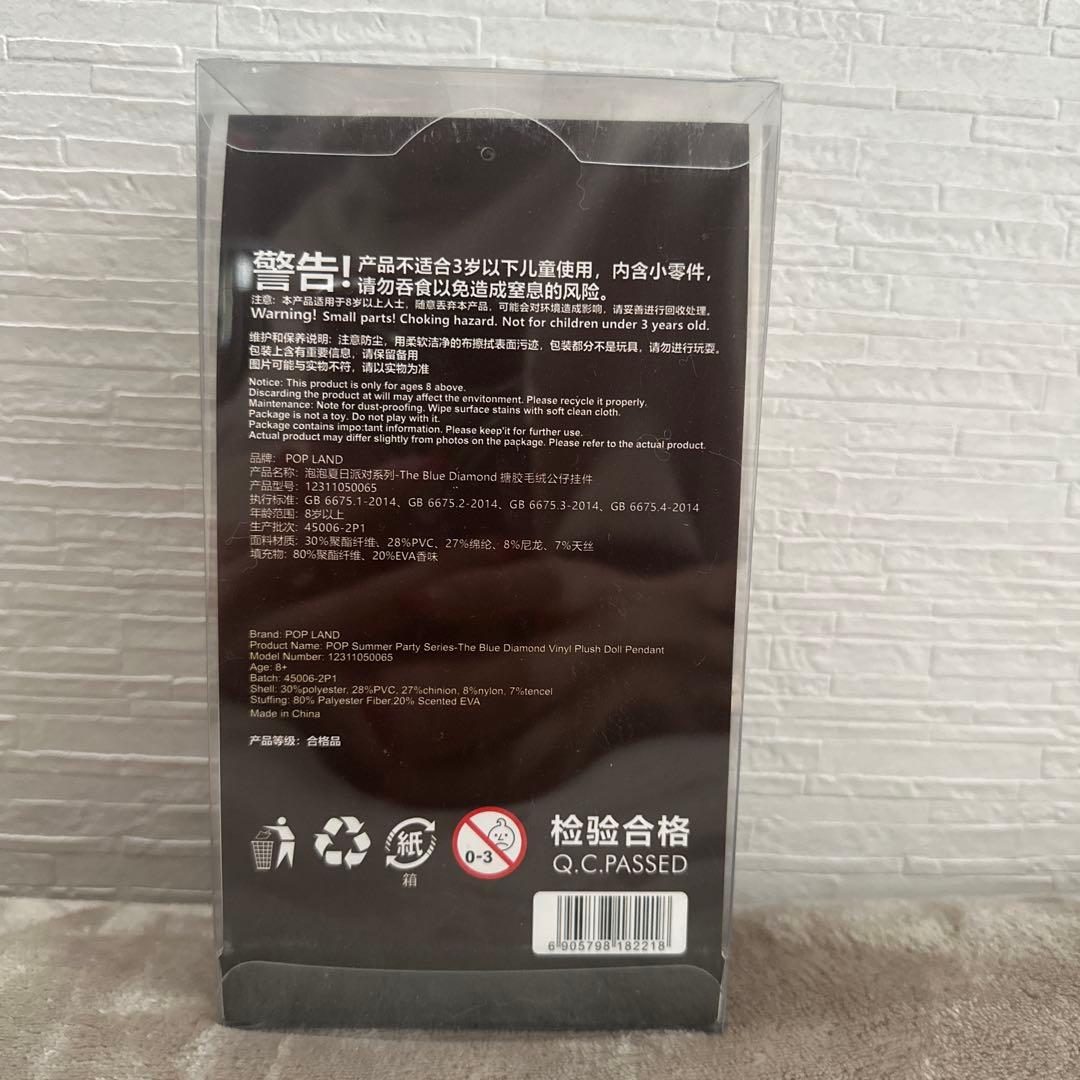 警告! 产品不适合3岁以下儿童使用，内含小零件，
请勿吞食以免造成窒息的风险。
注意：本产品适用于8岁以上人士，随意丢弃本产品，可能会对环境造成影响，请妥善进行回收处理。
Warning! Small parts! Choking hazard. Not for children under 3 years old.
维护和保养说明：注意防尘，用柔软洁净的布擦拭表面污迹，包装部分不是玩具，请勿进行玩耍。
包装上含有重要信息，请保留备用
图片可能与实物不符，请以实物为准
Notice: This product is only for ages 8 above.
Discarding the product at will may affect the envitonment. Please recycle it properly.
Maintenance: Note for dust-proofing. Wipe surface stains with soft clean cloth.
Package is not a toy. Do not play with it.
Package contains impo:tant information. Please keep'it for further use.
Actual product may differ slightly from photos on the package. Please refer to the actual product.
品牌： POP LAND
产品名称：泡泡夏日派对系列-The Blue Diamond 搪胶毛绒公仔挂件
产品型号：12311050065
执行标准：GB 6675.1-2014、GB 6675.2-2014、GB 6675.3-2014、GB 6675.4-2014
年龄范围：8岁以上
生产批次：45006-2P1
面料材质：30%聚酯纤维、28%PVC、27%绵纶、8%尼龙、7%天丝
填充物：80%聚酯纤维、20%EVA香味
Brand: POP LAND
Product Name: POP Summer Party Series-The Blue Diamond Vinyl Plush Doll Pendant
Model Number: 12311050065
Age: 8+
Batch: 45006-2P1
Shell: 30%polyester, 28%PVC, 27%chinion, 8%nylon, 7%tencel
Stuffing: 80% Palyester Fiber,20% Scented EVA
Made in China
产品等级：合格品
紙
箱
0-3
检验合格
Q.C.PASSED
6 905798 182218